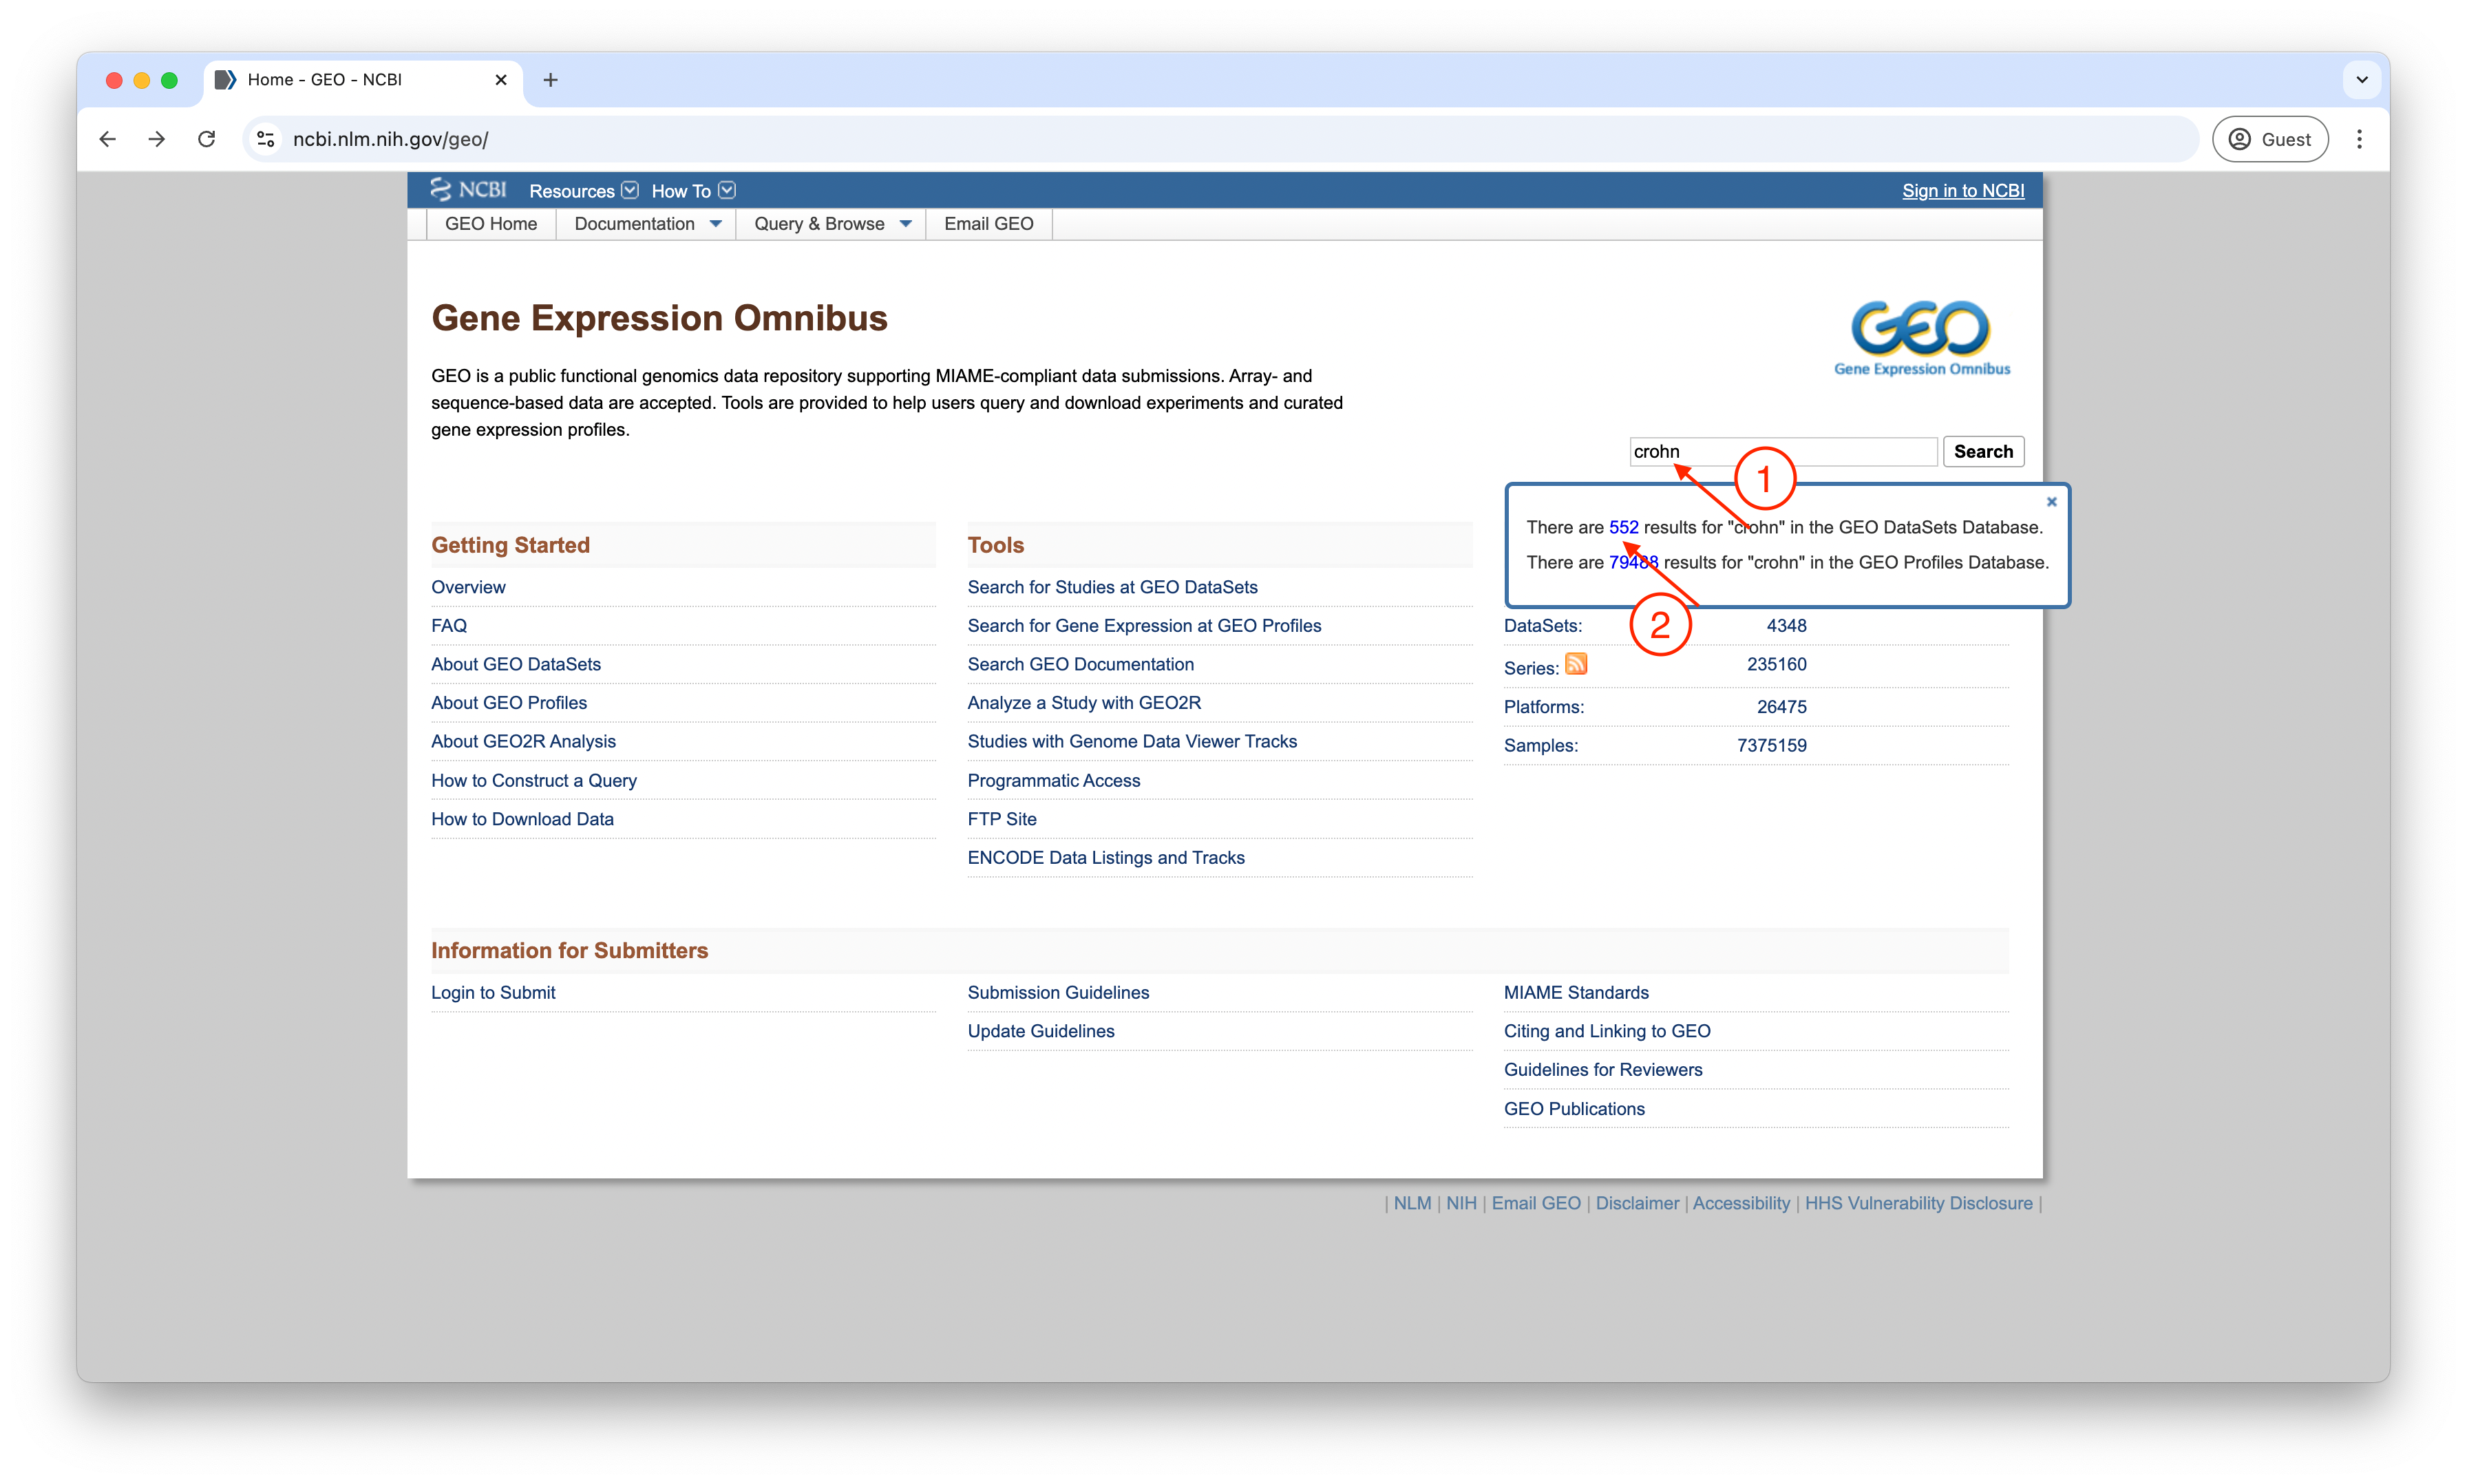 Home - GEO - NCBI
ncbi.nlm.nih.gov/geo/
Guest
NCBI Resources How To Sign in to NCBI
GEO Home Documentation Query & Browse Email GEO
Gene Expression Omnibus
GEO is a public functional genomics data repository supporting MIAME-compliant data submissions. Array- and
sequence-based data are accepted. Tools are provided to help users query and download experiments and curated
gene expression profiles.
GEO
Gene Expression Omnibus
crohn
Search
1
There are 552 results for "crohn" in the GEO DataSets Database.
There are 79488 results for "crohn" in the GEO Profiles Database.
2
Getting Started
Overview
FAQ
About GEO DataSets
About GEO Profiles
About GEO2R Analysis
How to Construct a Query
How to Download Data
Tools
Search for Studies at GEO DataSets
Search for Gene Expression at GEO Profiles
Search GEO Documentation
Analyze a Study with GEO2R
Studies with Genome Data Viewer Tracks
Programmatic Access
FTP Site
ENCODE Data Listings and Tracks
DataSets: 4348
Series: 235160
Platforms: 26475
Samples: 7375159
Information for Submitters
Login to Submit
Submission Guidelines
Update Guidelines
MIAME Standards
Citing and Linking to GEO
Guidelines for Reviewers
GEO Publications
| NLM | NIH | Email GEO | Disclaimer | Accessibility | HHS Vulnerability Disclosure |